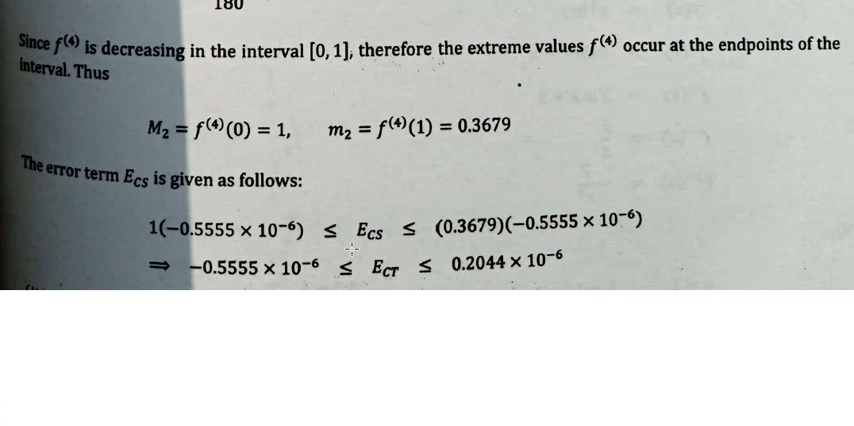 180
Since f⁽⁴⁾ is decreasing in the interval [0, 1], therefore the extreme values f⁽⁴⁾ occur at the endpoints of the
interval. Thus
M₂ = f⁽⁴⁾(0) = 1, m₂ = f⁽⁴⁾(1) = 0.3679
The error term E_CS is given as follows:
1(−0.5555 × 10⁻⁶) ≤ E_CS ≤ (0.3679)(−0.5555 × 10⁻⁶)
⟹ −0.5555 × 10⁻⁶ ≤ E_CT ≤ 0.2044 × 10⁻⁶